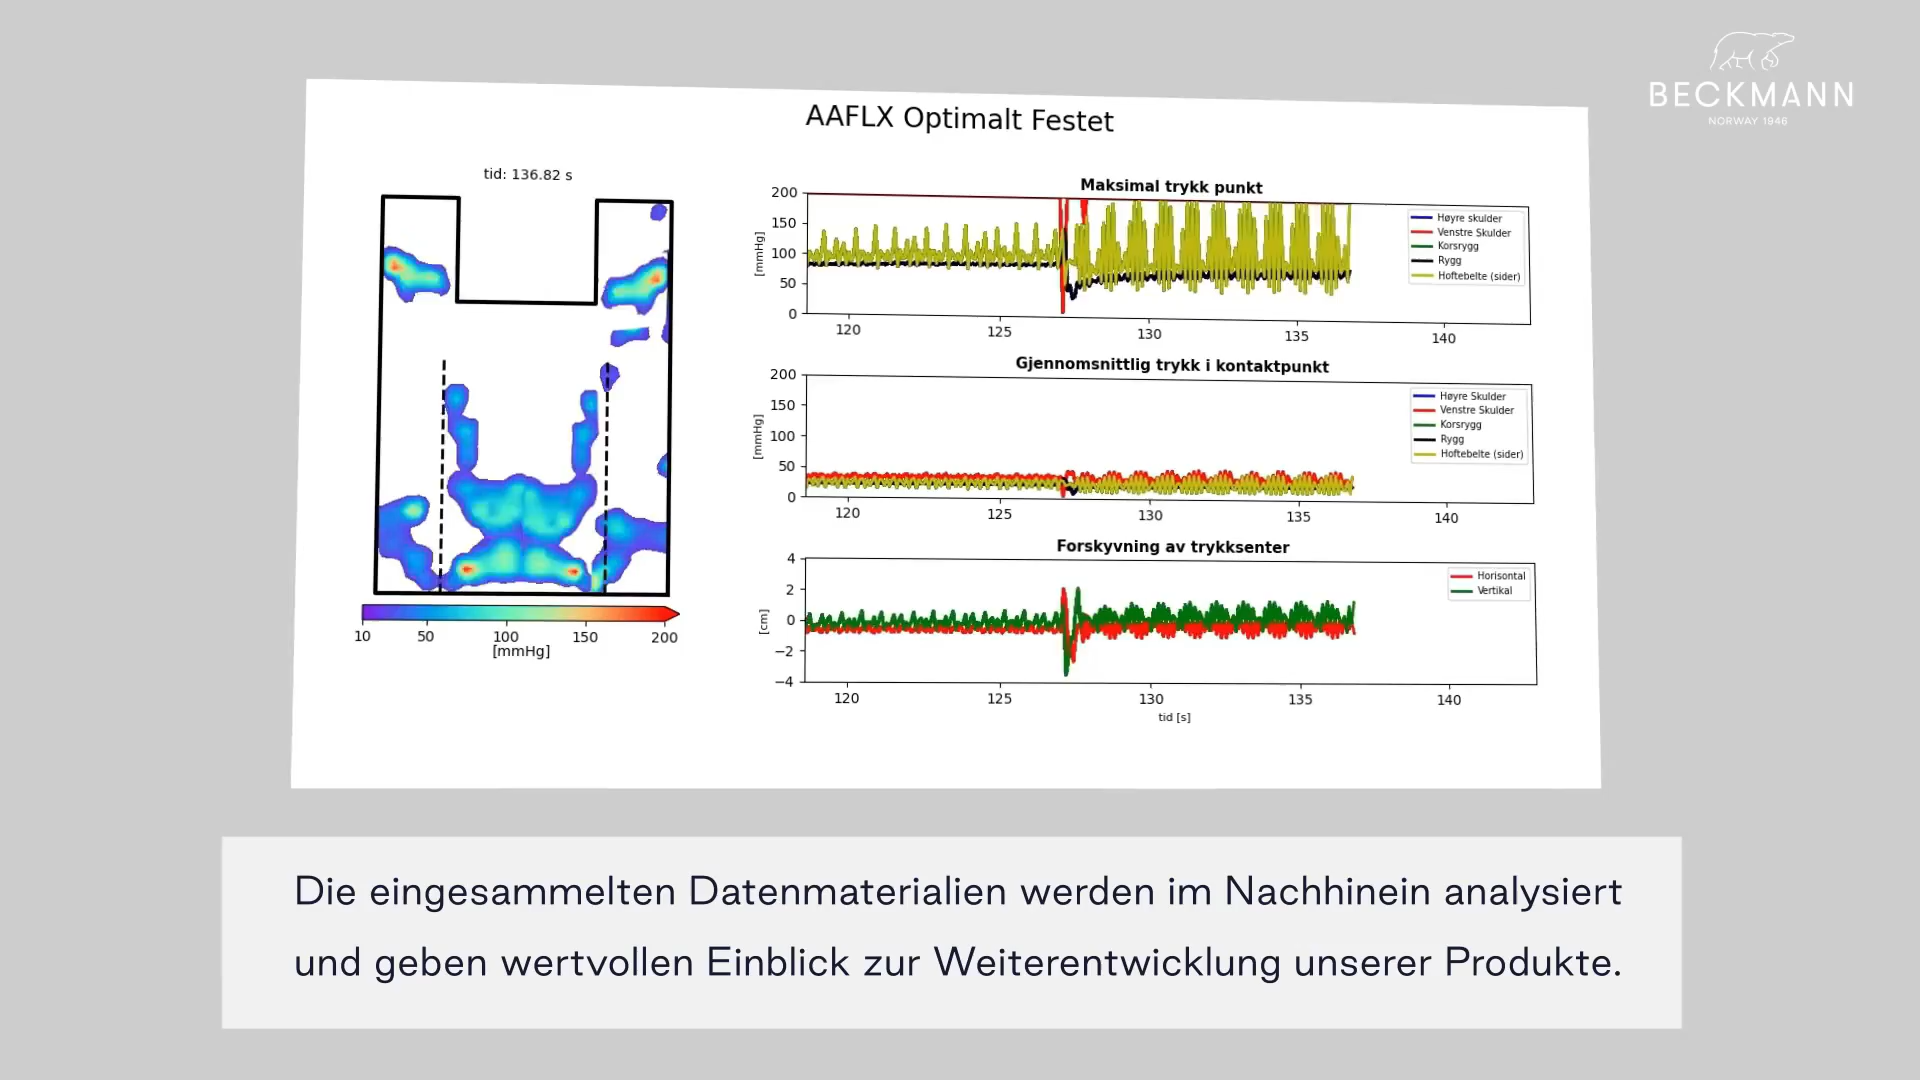 BECKMANN
NORWAY 1946
AAFLX Optimalt Festet
tid: 136.82 s
10 50 100 150 200
[mmHg]
Maksimal trykk punkt
200
150
100
50
0
[mmHg]
120 125 130 135 140
Høyre skulder
Venstre Skulder
Korsrygg
Rygg
Hoftebelte (sider)
Gjennomsnittlig trykk i kontaktpunkt
200
150
100
50
0
[mmHg]
120 125 130 135 140
Høyre Skulder
Venstre Skulder
Korsrygg
Rygg
Hoftebelte (sider)
Forskyvning av trykksenter
4
2
0
−2
−4
[cm]
120 125 130 135 140
tid [s]
Horisontal
Vertikal
Die eingesammelten Datenmaterialien werden im Nachhinein analysiert
und geben wertvollen Einblick zur Weiterentwicklung unserer Produkte.